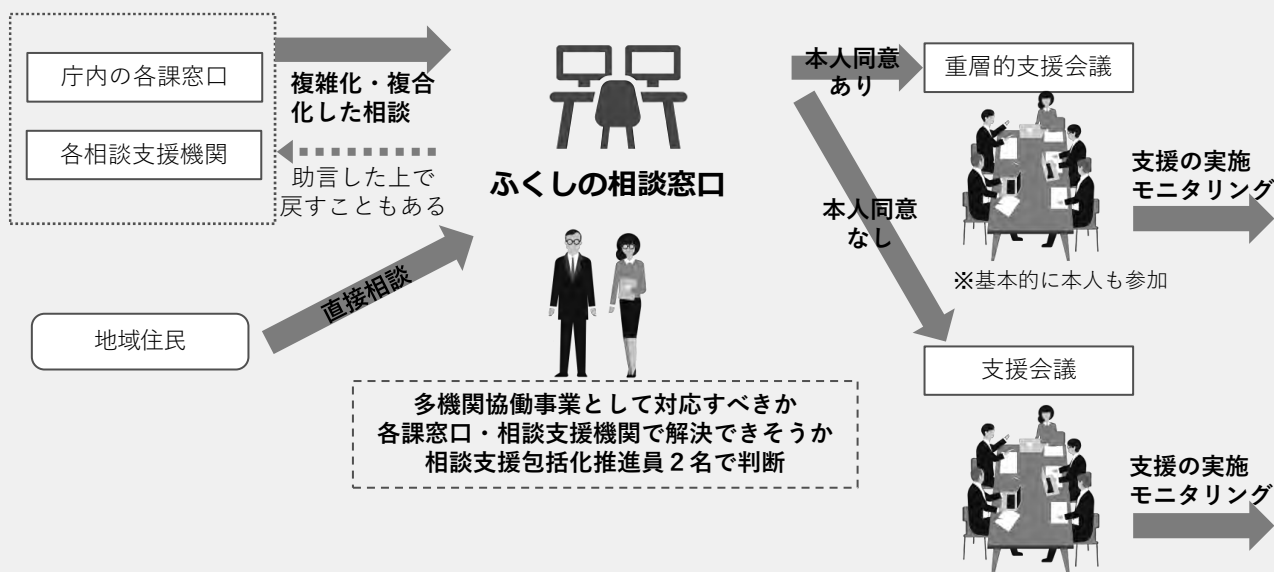 庁内の各課窓口
各相談支援機関
複雑化・複合
化した相談
助言した上で
戻すこともある
直接相談
地域住民
ふくしの相談窓口
多機関協働事業として対応すべきか
各課窓口・相談支援機関で解決できそうか
相談支援包括化推進員２名で判断
本人同意
あり
本人同意
なし
重層的支援会議
※基本的に本人も参加
支援の実施
モニタリング
支援会議
支援の実施
モニタリング